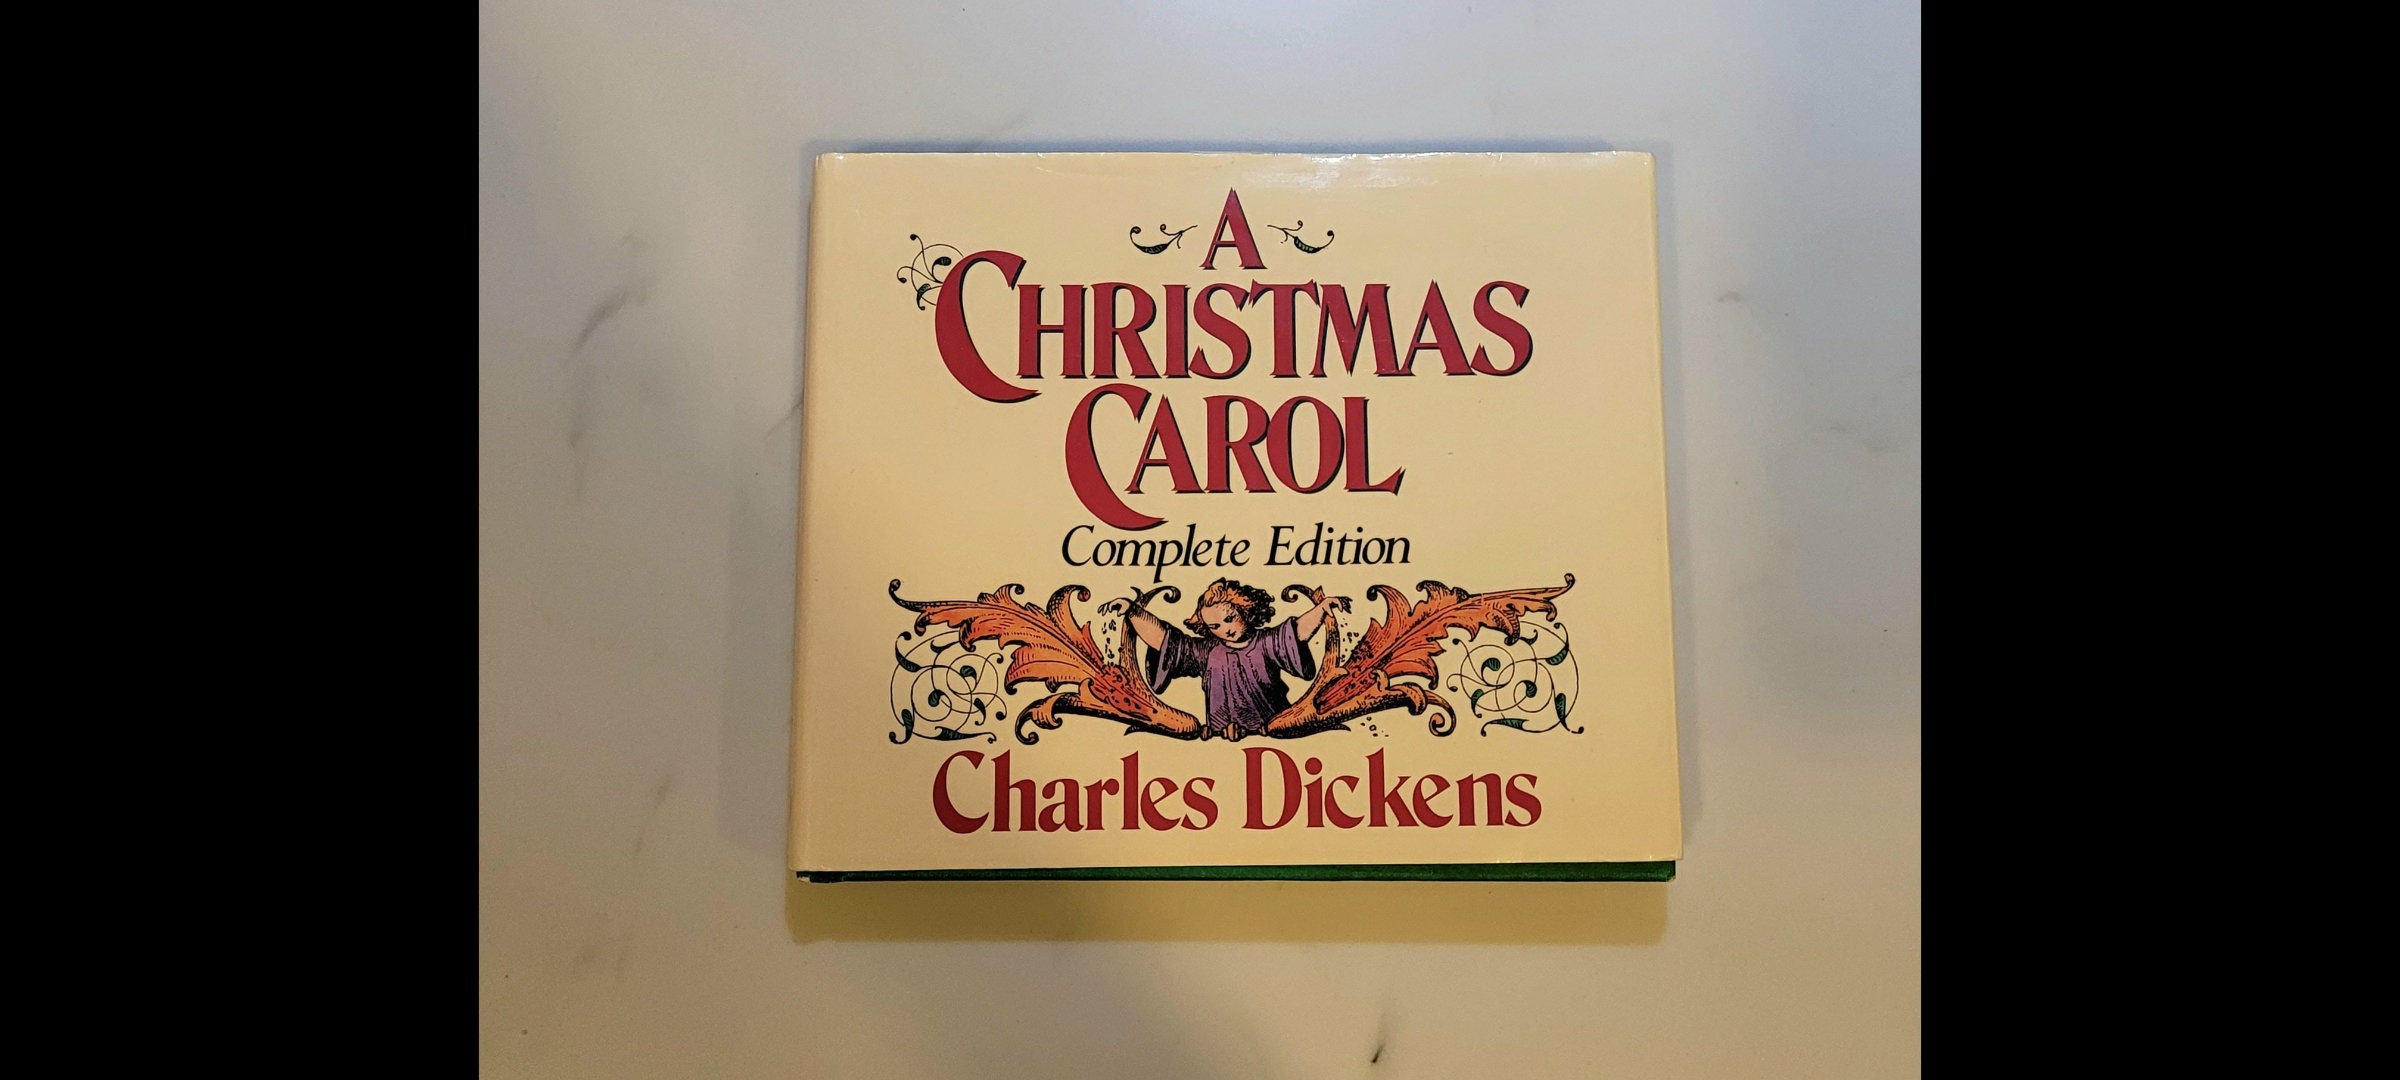 A
CHRISTMAS
CAROL
Complete Edition
Charles Dickens